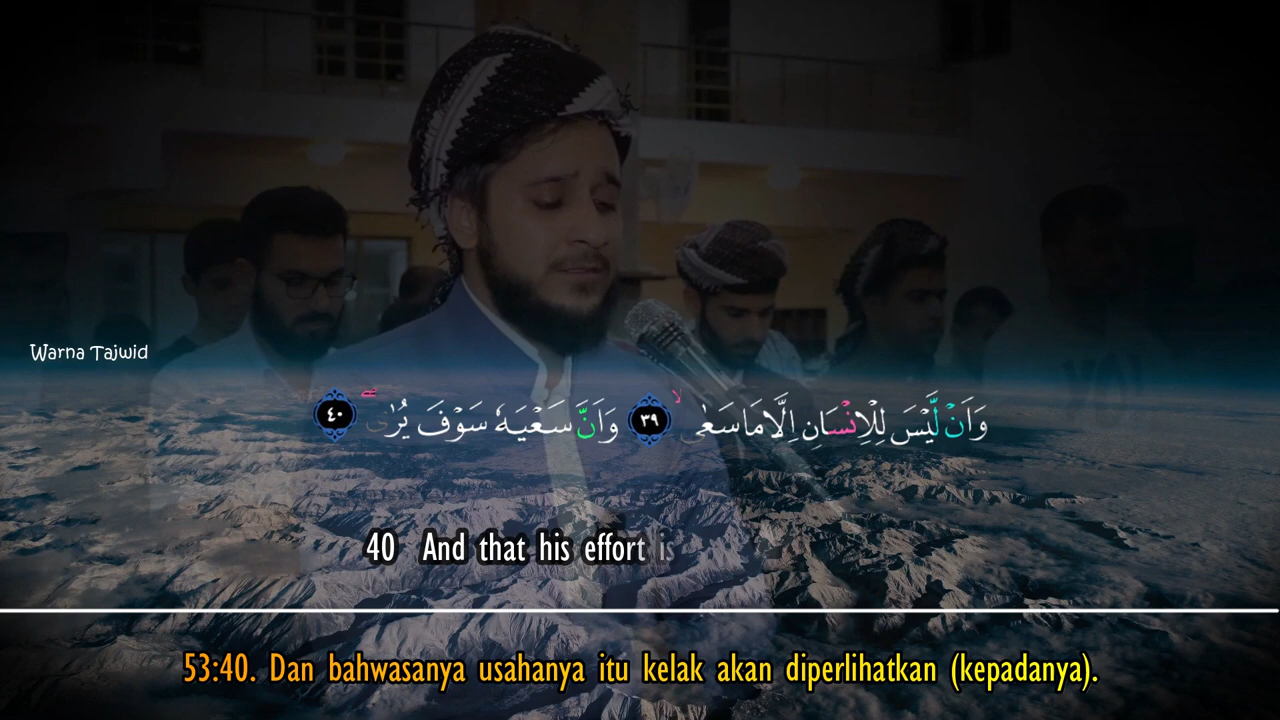 Warna Tajwid
وَاَنۡ لَّيۡسَ لِلۡاِنۡسَانِ اِلَّا مَا سَعٰىۙ ٣٩ وَاَنَّ سَعۡيَهٗ سَوۡفَ يُرٰىۖ ٤٠
40 And that his effort is
53:40. Dan bahwasanya usahanya itu kelak akan diperlihatkan (kepadanya).